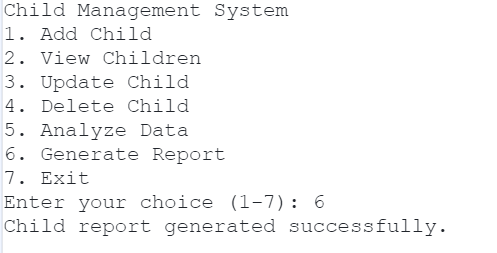 Child Management System
1. Add Child
2. View Children
3. Update Child
4. Delete Child
5. Analyze Data
6. Generate Report
7. Exit
Enter your choice (1-7): 6
Child report generated successfully.